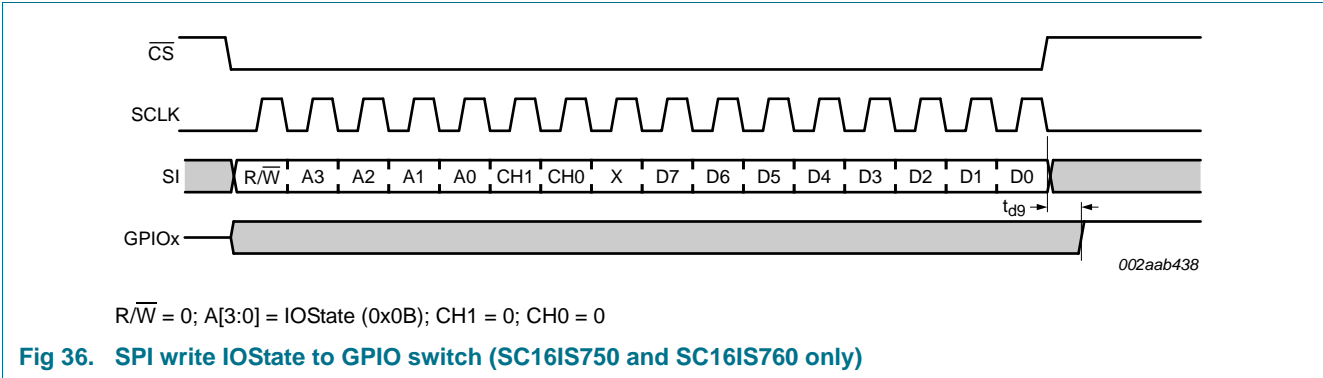 C̅S̅
SCLK
SI R/W̅ A3 A2 A1 A0 CH1 CH0 X D7 D6 D5 D4 D3 D2 D1 D0
td9
GPIOx
002aab438
R/W̅ = 0; A[3:0] = IOState (0x0B); CH1 = 0; CH0 = 0
Fig 36. SPI write IOState to GPIO switch (SC16IS750 and SC16IS760 only)